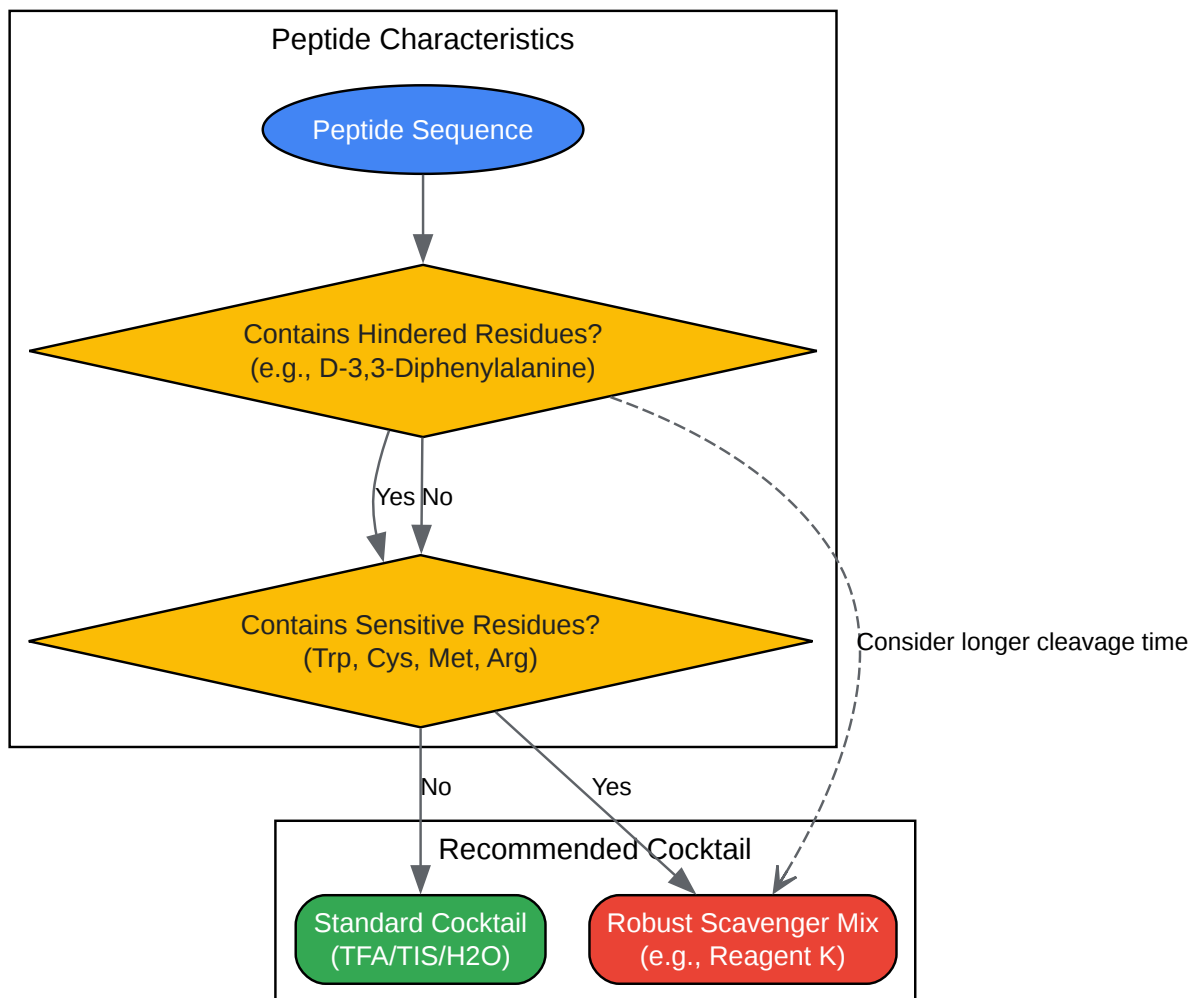 Peptide Characteristics
Peptide Sequence
Contains Hindered Residues?
(e.g., D-3,3-Diphenylalanine)
Yes
No
Contains Sensitive Residues?
(Trp, Cys, Met, Arg)
Consider longer cleavage time
No
Yes
Recommended Cocktail
Standard Cocktail
(TFA/TIS/H2O)
Robust Scavenger Mix
(e.g., Reagent K)